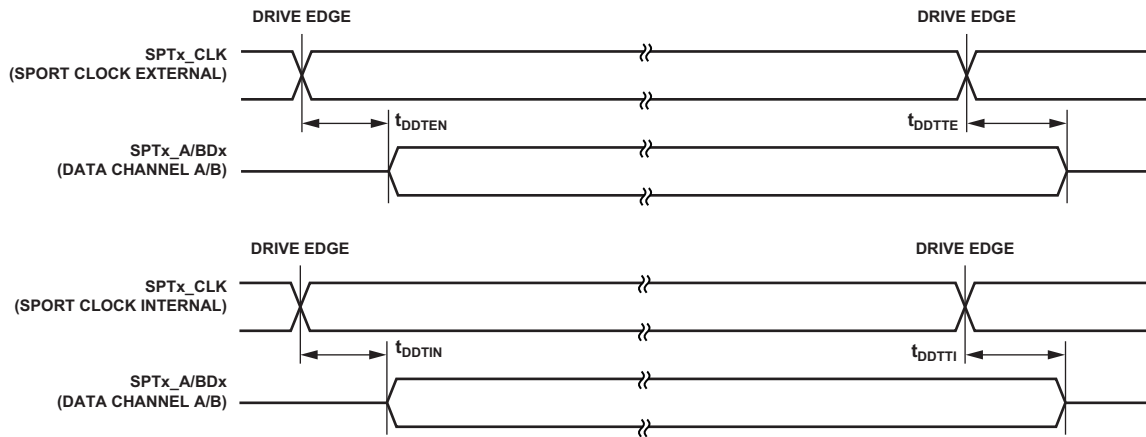 DRIVE EDGE DRIVE EDGE
SPTx_CLK
(SPORT CLOCK EXTERNAL)
tDDTEN tDDTTE
SPTx_A/BDx
(DATA CHANNEL A/B)
DRIVE EDGE DRIVE EDGE
SPTx_CLK
(SPORT CLOCK INTERNAL)
tDDTIN tDDTTI
SPTx_A/BDx
(DATA CHANNEL A/B)